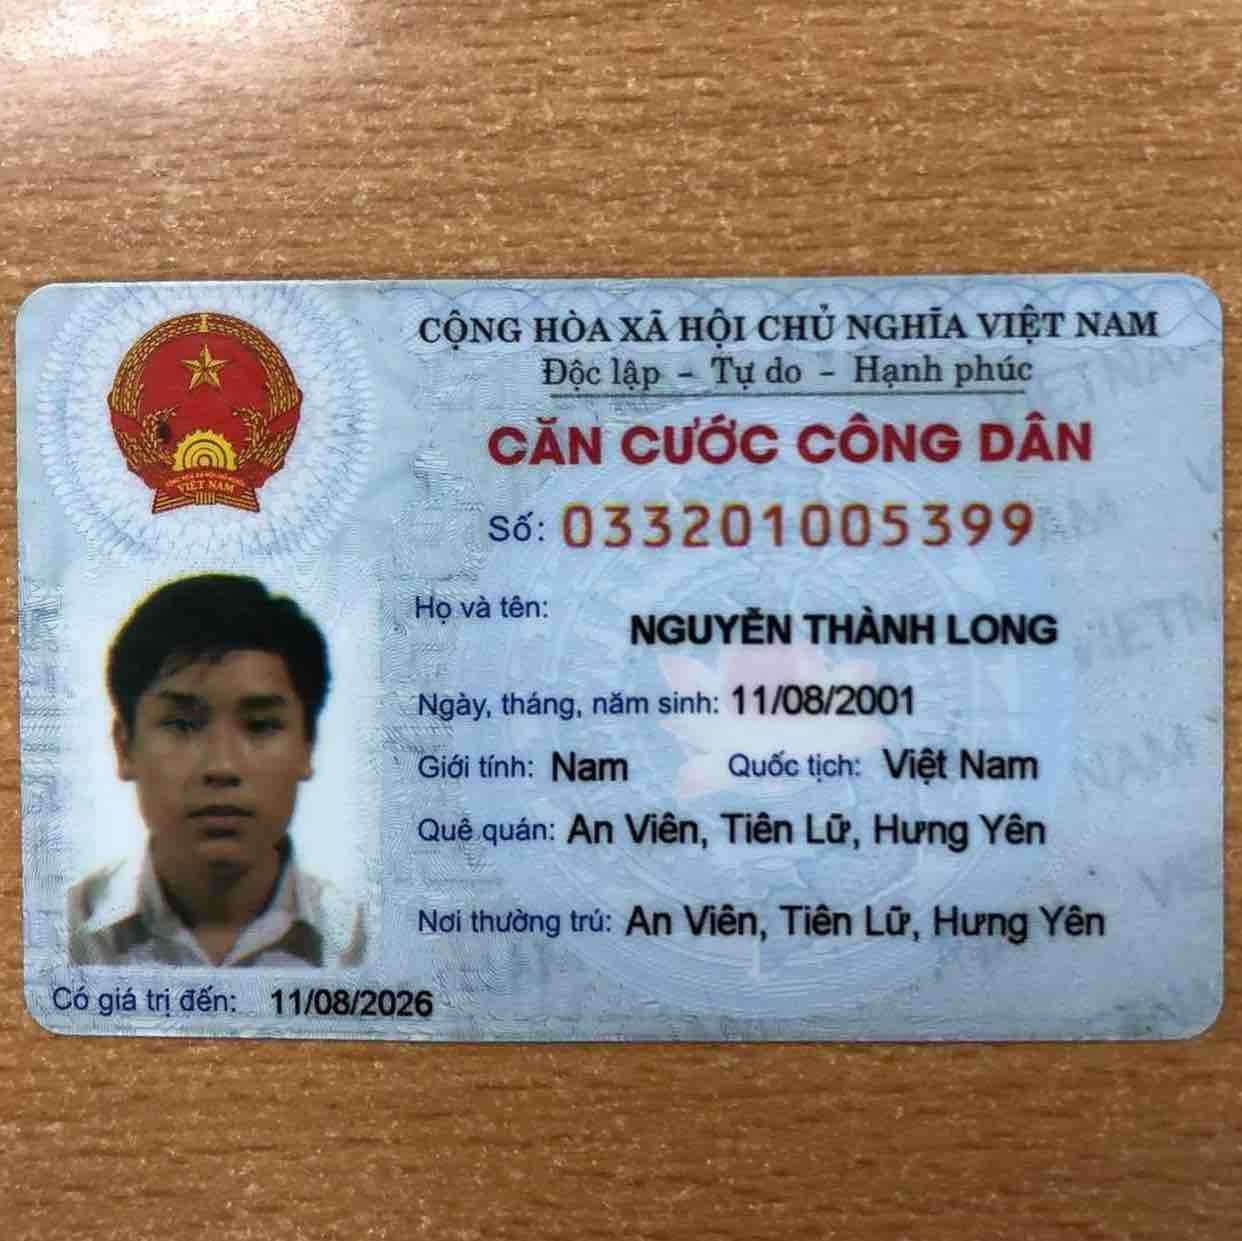 CỘNG HÒA XÃ HỘI CHỦ NGHĨA VIỆT NAM
Độc lập - Tự do - Hạnh phúc
CĂN CƯỚC CÔNG DÂN
Số: 033201005399
Họ và tên:
NGUYỄN THÀNH LONG
Ngày, tháng, năm sinh: 11/08/2001
Giới tính: Nam Quốc tịch: Việt Nam
Quê quán: An Viên, Tiên Lữ, Hưng Yên
Nơi thường trú: An Viên, Tiên Lữ, Hưng Yên
Có giá trị đến: 11/08/2026
VIỆT NAM